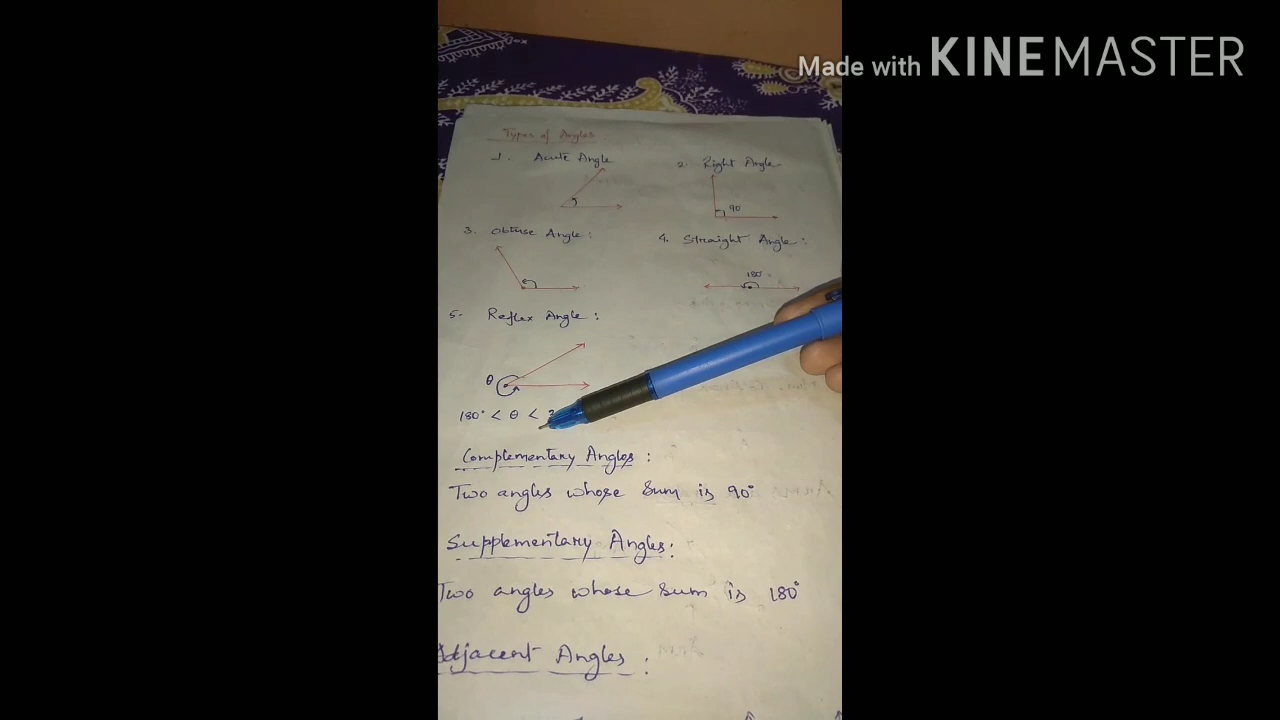 Made with KINEMASTER
Types of Angles
1. Acute Angle
2. Right Angle
90
3. Obtuse Angle:
4. Straight Angle:
180°
5. Reflex Angle:
θ
180° < θ <
Complementary Angles:
Two angles whose sum is 90°
Supplementary Angles:
Two angles whose sum is 180°
Adjacent Angles: